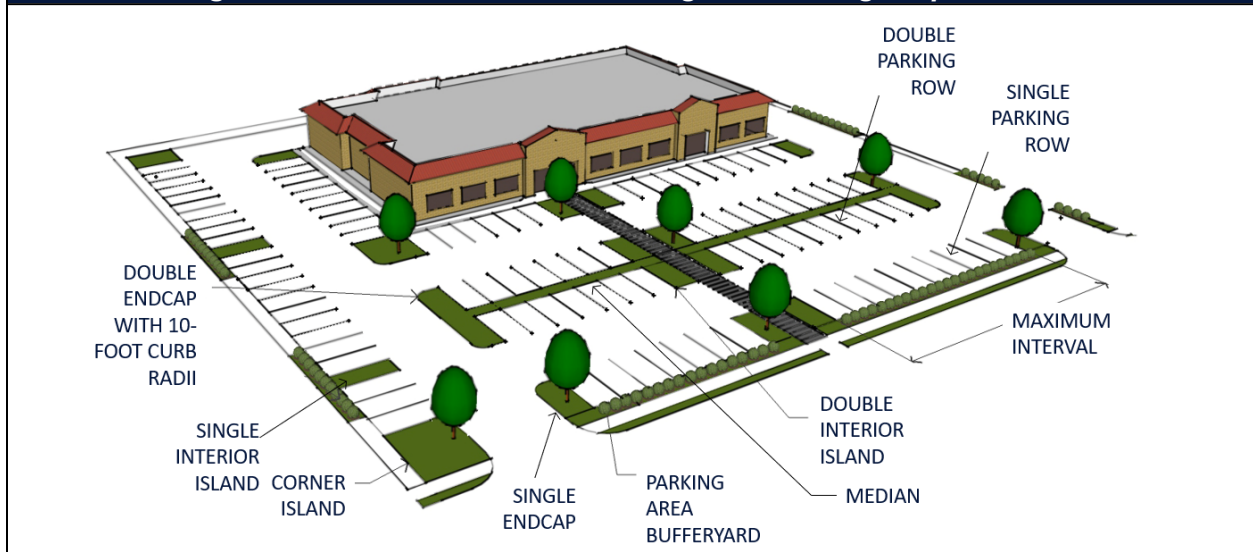 DOUBLE
PARKING
ROW
SINGLE
PARKING
ROW
DOUBLE
ENDCAP
WITH 10-
FOOT CURB
RADII
MAXIMUM
INTERVAL
SINGLE
INTERIOR
ISLAND
CORNER
ISLAND
SINGLE
ENDCAP
PARKING
AREA
BUFFERYARD
MEDIAN
DOUBLE
INTERIOR
ISLAND